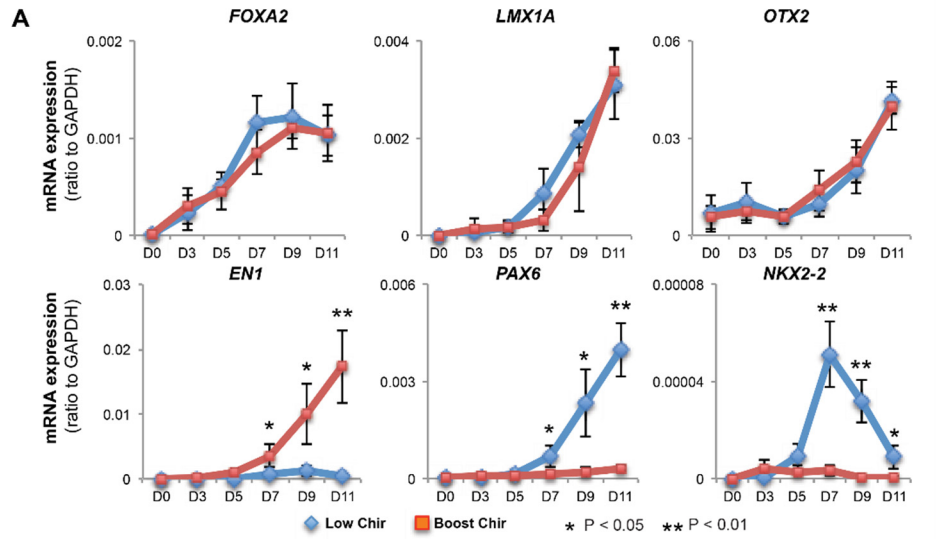 A
FOXA2
LMX1A
OTX2
mRNA expression
(ratio to GAPDH)
0.002
0.001
0
D0 D3 D5 D7 D9 D11
0.004
0.002
0
D0 D3 D5 D7 D9 D11
0.06
0.03
0
D0 D3 D5 D7 D9 D11
EN1
PAX6
NKX2-2
mRNA expression
(ratio to GAPDH)
0.03
0.02
0.01
0
* * **
D0 D3 D5 D7 D9 D11
0.006
0.003
0
* * **
D0 D3 D5 D7 D9 D11
0.00008
0.00004
0
** ** *
D0 D3 D5 D7 D9 D11
Low Chir Boost Chir * P < 0.05 ** P < 0.01